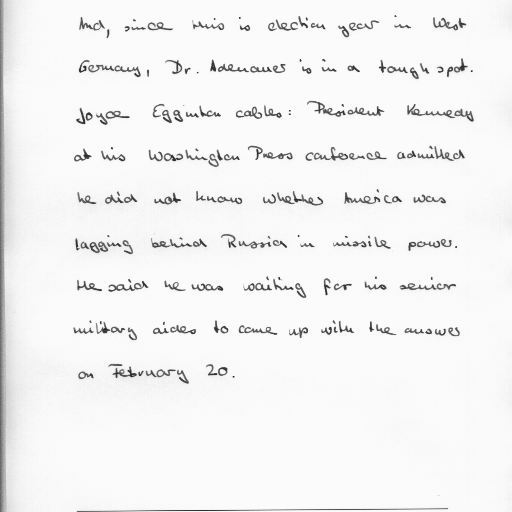 And, since this is election year in West
Germany, Dr. Adenauer is in a tough spot.
Joyce Egginton cables: President Kennedy
at his Washington Press conference admitted
he did not know whether America was
lagging behind Russia in missile power.
He said he was waiting for his senior
military aides to come up with the answer
on February 20.